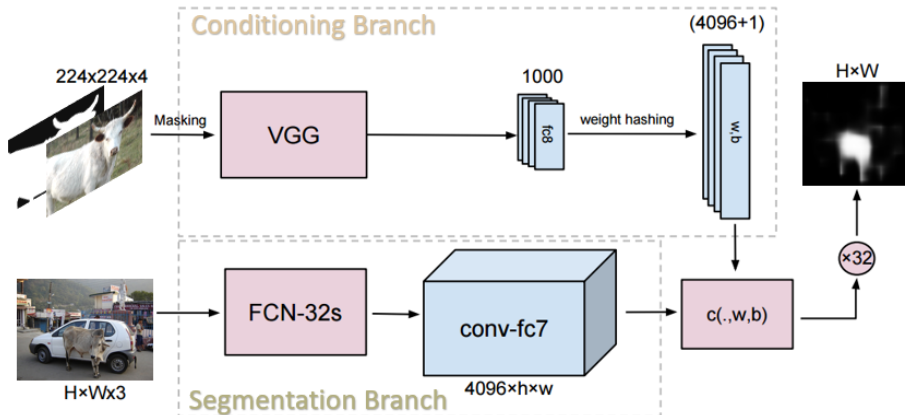 Conditioning Branch
(4096+1)
224x224x4
1000
H×W
Masking
VGG
fc8
weight hashing
w,b
×32
FCN-32s
conv-fc7
c(.,w,b)
4096×h×w
H×Wx3
Segmentation Branch